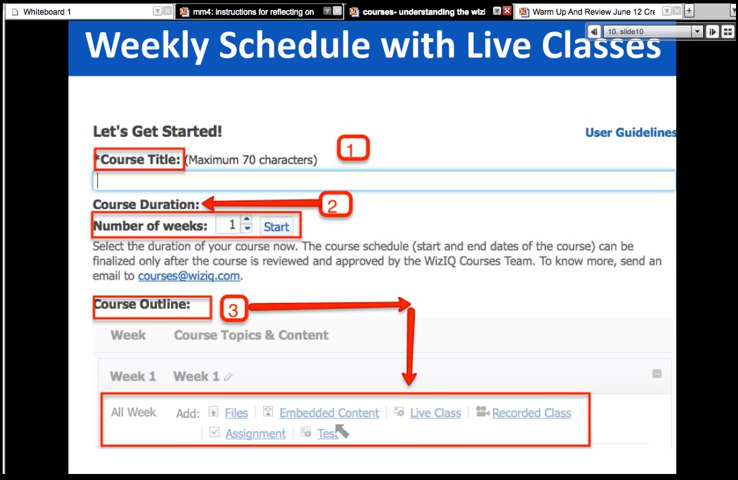 Whiteboard 1
mm4: instructions for reflecting on
courses- understanding the wizi
Warm Up And Review June 12 Cre
10. slide10
Weekly Schedule with Live Classes
Let's Get Started!
User Guidelines
*Course Title: (Maximum 70 characters)
1
Course Duration:
2
Number of weeks: 1 Start
Select the duration of your course now. The course schedule (start and end dates of the course) can be
finalized only after the course is reviewed and approved by the WizIQ Courses Team. To know more, send an
email to courses@wiziq.com.
Course Outline:
3
Week Course Topics & Content
Week 1 Week 1
All Week Add: Files | Embedded Content | Live Class | Recorded Class
| Assignment | Test